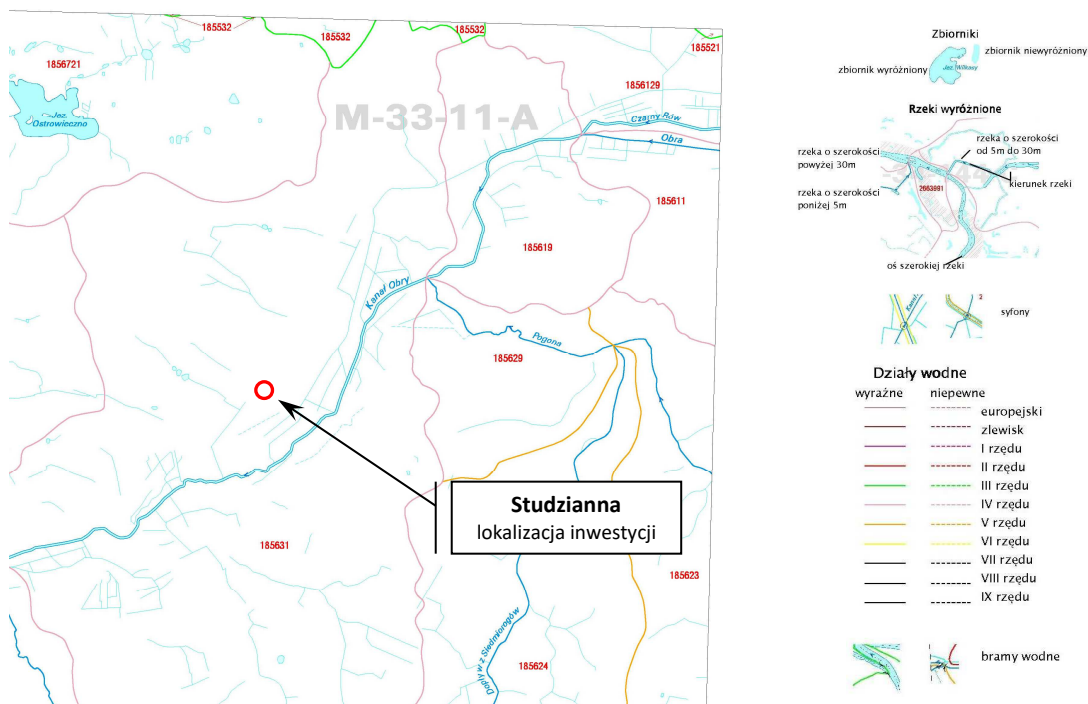 185532
185532
185521
1856721
1856129
Jez.
Ostrowieczno
M-33-11-A
Czarny Rów
Obra
185611
185619
Kanał Obry
Pogona
185629
Studzianna
lokalizacja inwestycji
185631
185623
Dopływ z Siedmiorogów
185624
Zbiorniki
zbiornik niewyróżniony
zbiornik wyróżniony
Jez. Wilkasy
Rzeki wyróżnione
rzeka o szerokości
powyżej 30m
rzeka o szerokości
od 5m do 30m
rzeka o szerokości
poniżej 5m
2663991
kierunek rzeki
oś szerokiej rzeki
syfony
Działy wodne
wyraźne niepewne
europejski
zlewisk
I rzędu
II rzędu
III rzędu
IV rzędu
V rzędu
VI rzędu
VII rzędu
VIII rzędu
IX rzędu
bramy wodne